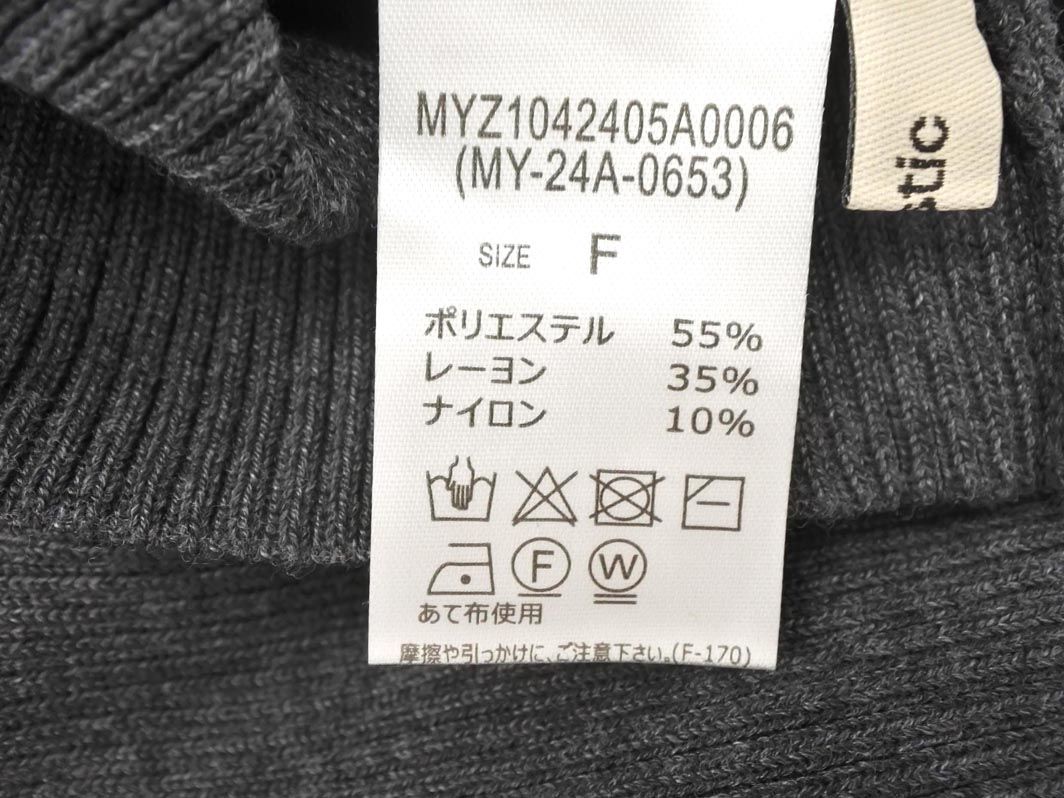 MYZ1042405A0006
(MY-24A-0653)
SIZE F
ポリエステル 55%
レーヨン 35%
ナイロン 10%
F W
あて布使用
摩擦や引っかけに、ご注意下さい。(F-170)
stic